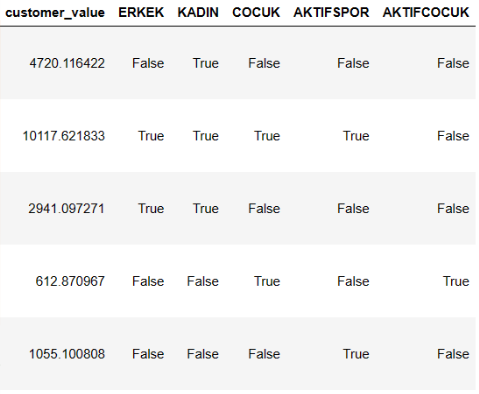 customer_value ERKEK KADIN COCUK AKTIFSPOR AKTIFCOCUK
4720.116422 False True False False False
10117.621833 True True True True False
2941.097271 True True False False False
612.870967 False False True False True
1055.100808 False False False True False